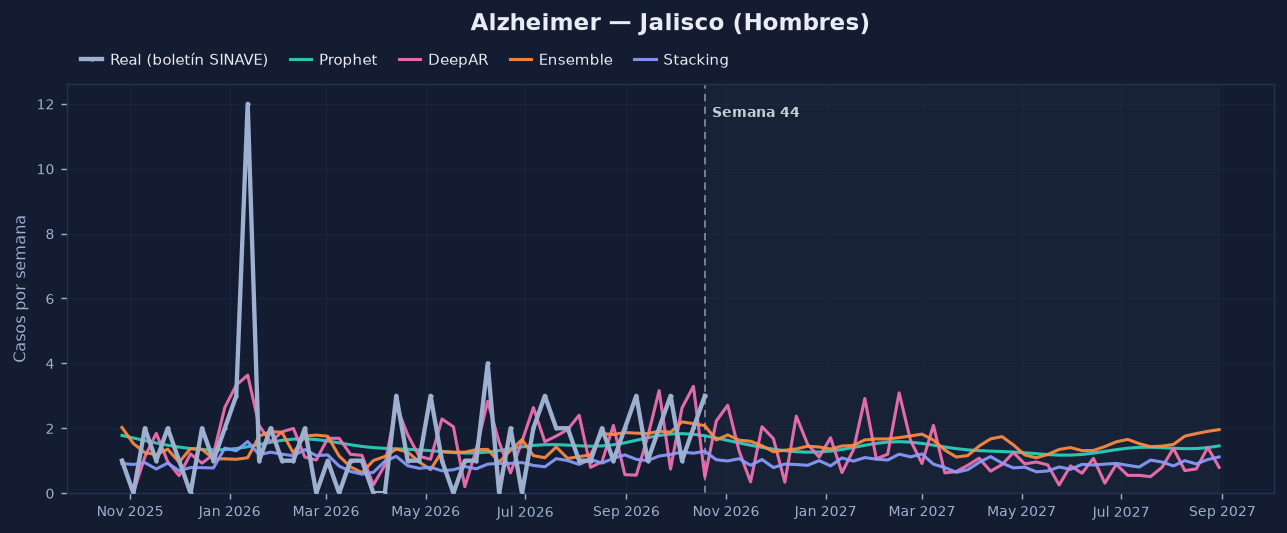 Alzheimer — Jalisco (Hombres)
Real (boletín SINAVE) Prophet DeepAR Ensemble Stacking
Semana 44
Casos por semana
12
10
8
6
4
2
0
Nov 2025 Jan 2026 Mar 2026 May 2026 Jul 2026 Sep 2026 Nov 2026 Jan 2027 Mar 2027 May 2027 Jul 2027 Sep 2027